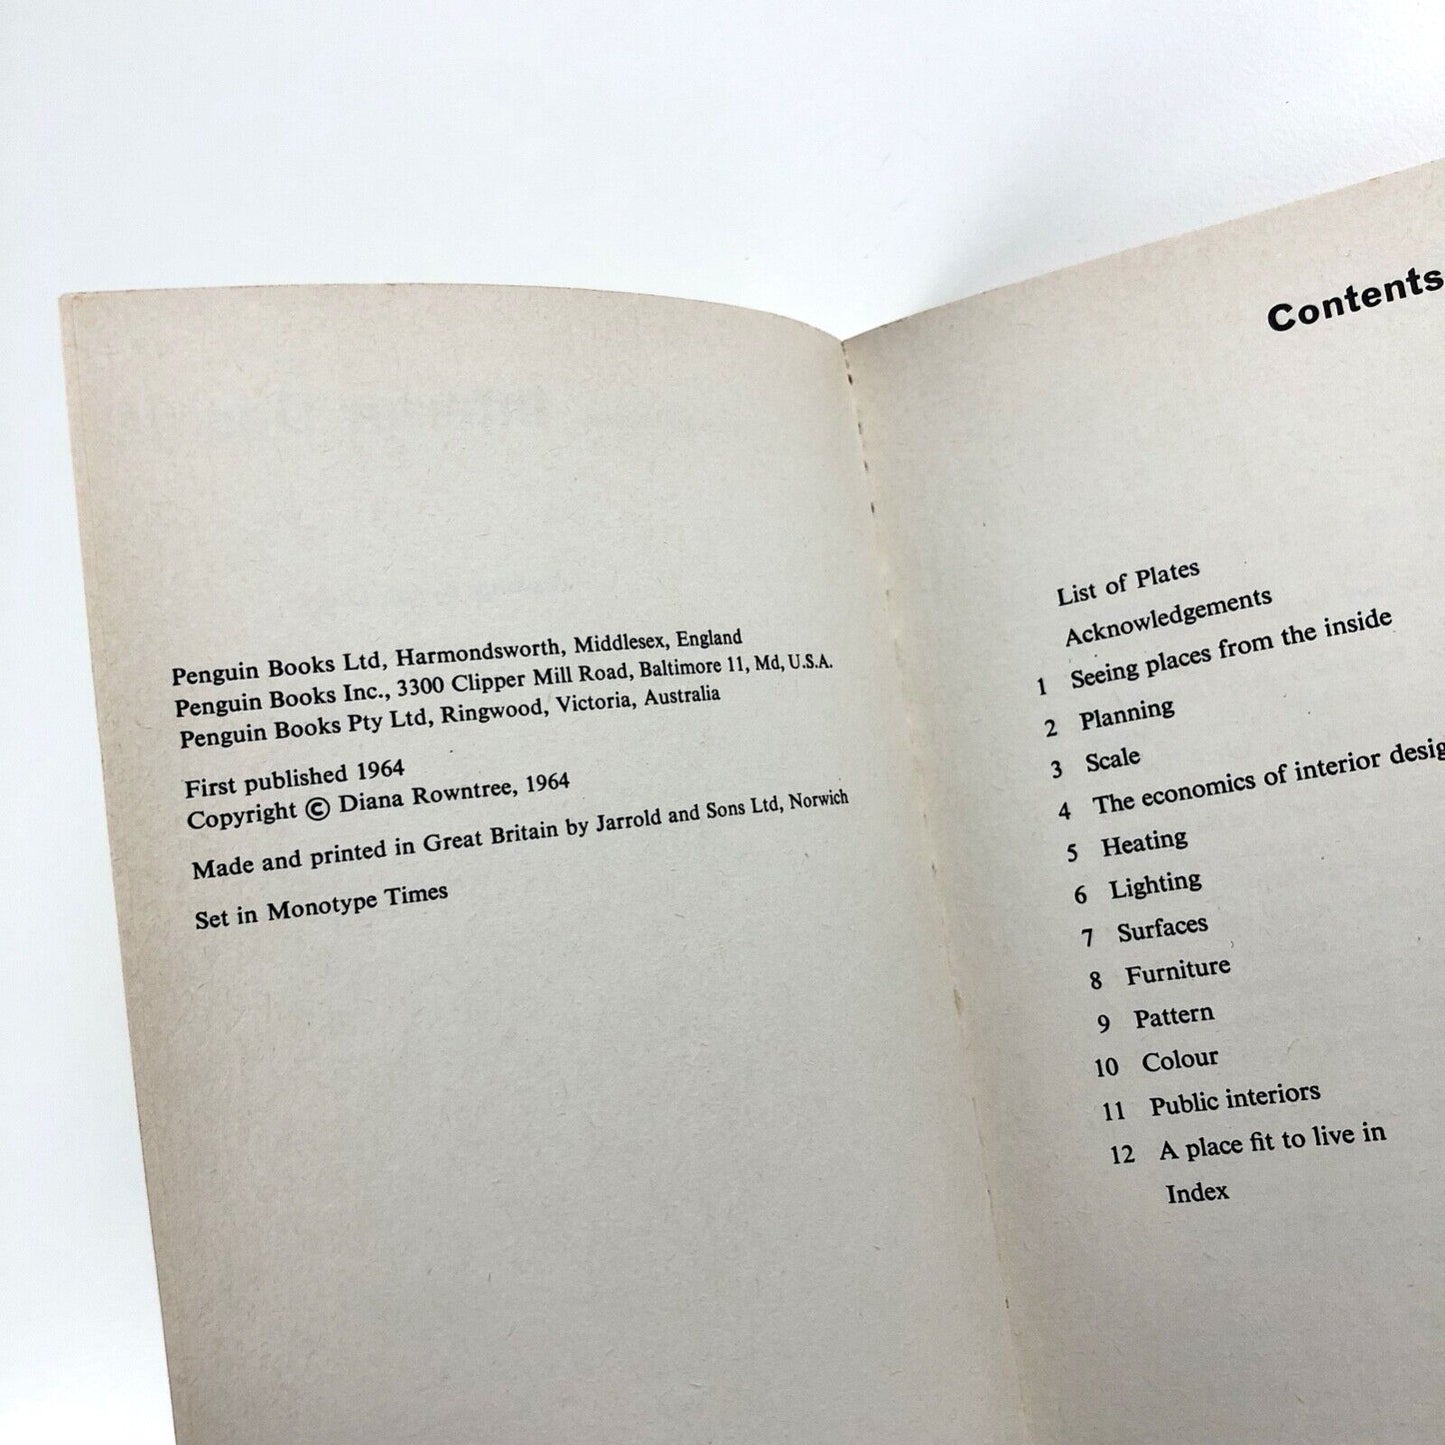 Penguin Books Ltd, Harmondsworth, Middlesex, England
Penguin Books Inc., 3300 Clipper Mill Road, Baltimore 11, Md, U.S.A.
Penguin Books Pty Ltd, Ringwood, Victoria, Australia
First published 1964
Copyright © Diana Rowntree, 1964
Made and printed in Great Britain by Jarrold and Sons Ltd, Norwich
Set in Monotype Times
Contents
List of Plates
Acknowledgements
1 Seeing places from the inside
2 Planning
3 Scale
4 The economics of interior desig
5 Heating
6 Lighting
7 Surfaces
8 Furniture
9 Pattern
10 Colour
11 Public interiors
12 A place fit to live in
Index